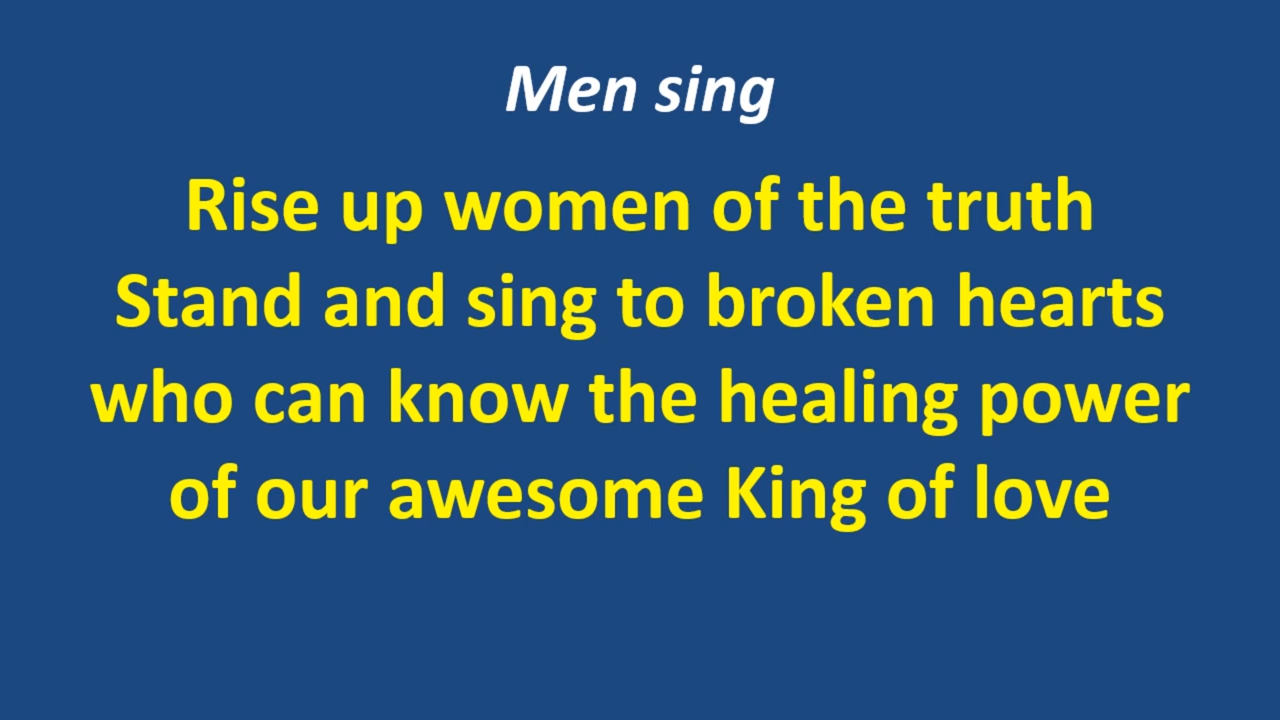 Men sing
Rise up women of the truth
Stand and sing to broken hearts
who can know the healing power
of our awesome King of love